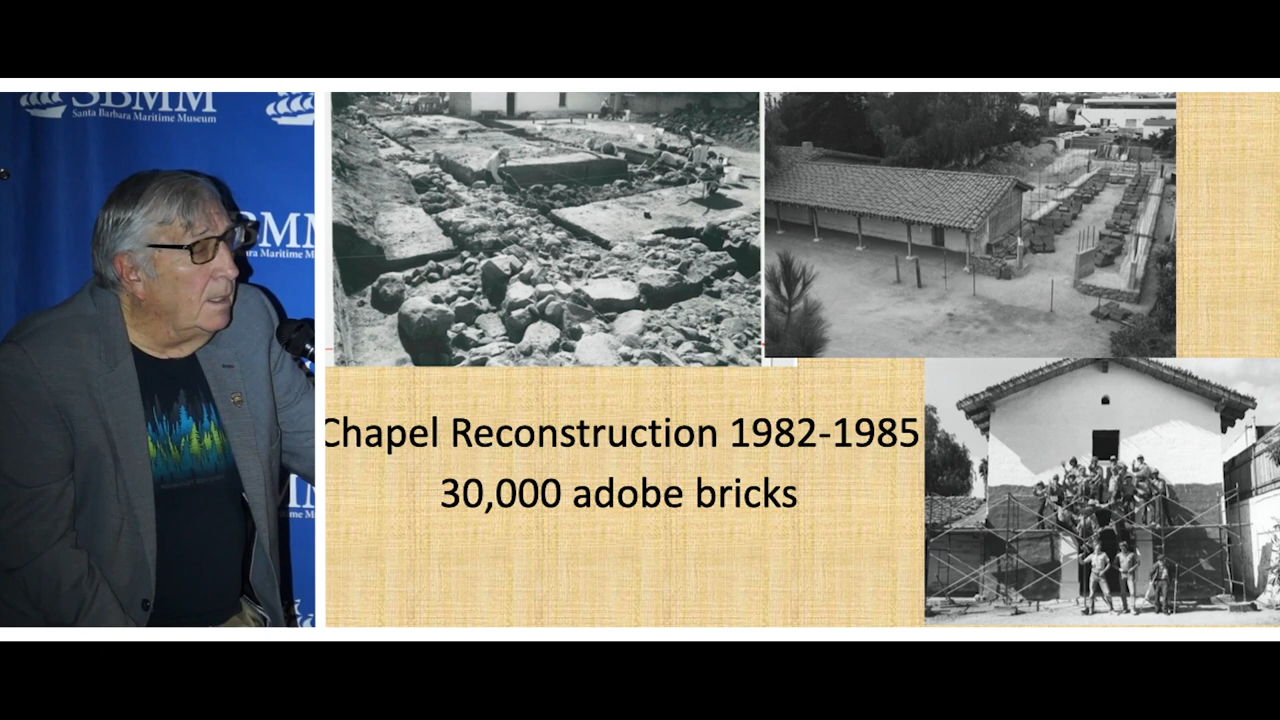 SBMM
Santa Barbara Maritime Museum
Chapel Reconstruction 1982-1985
30,000 adobe bricks